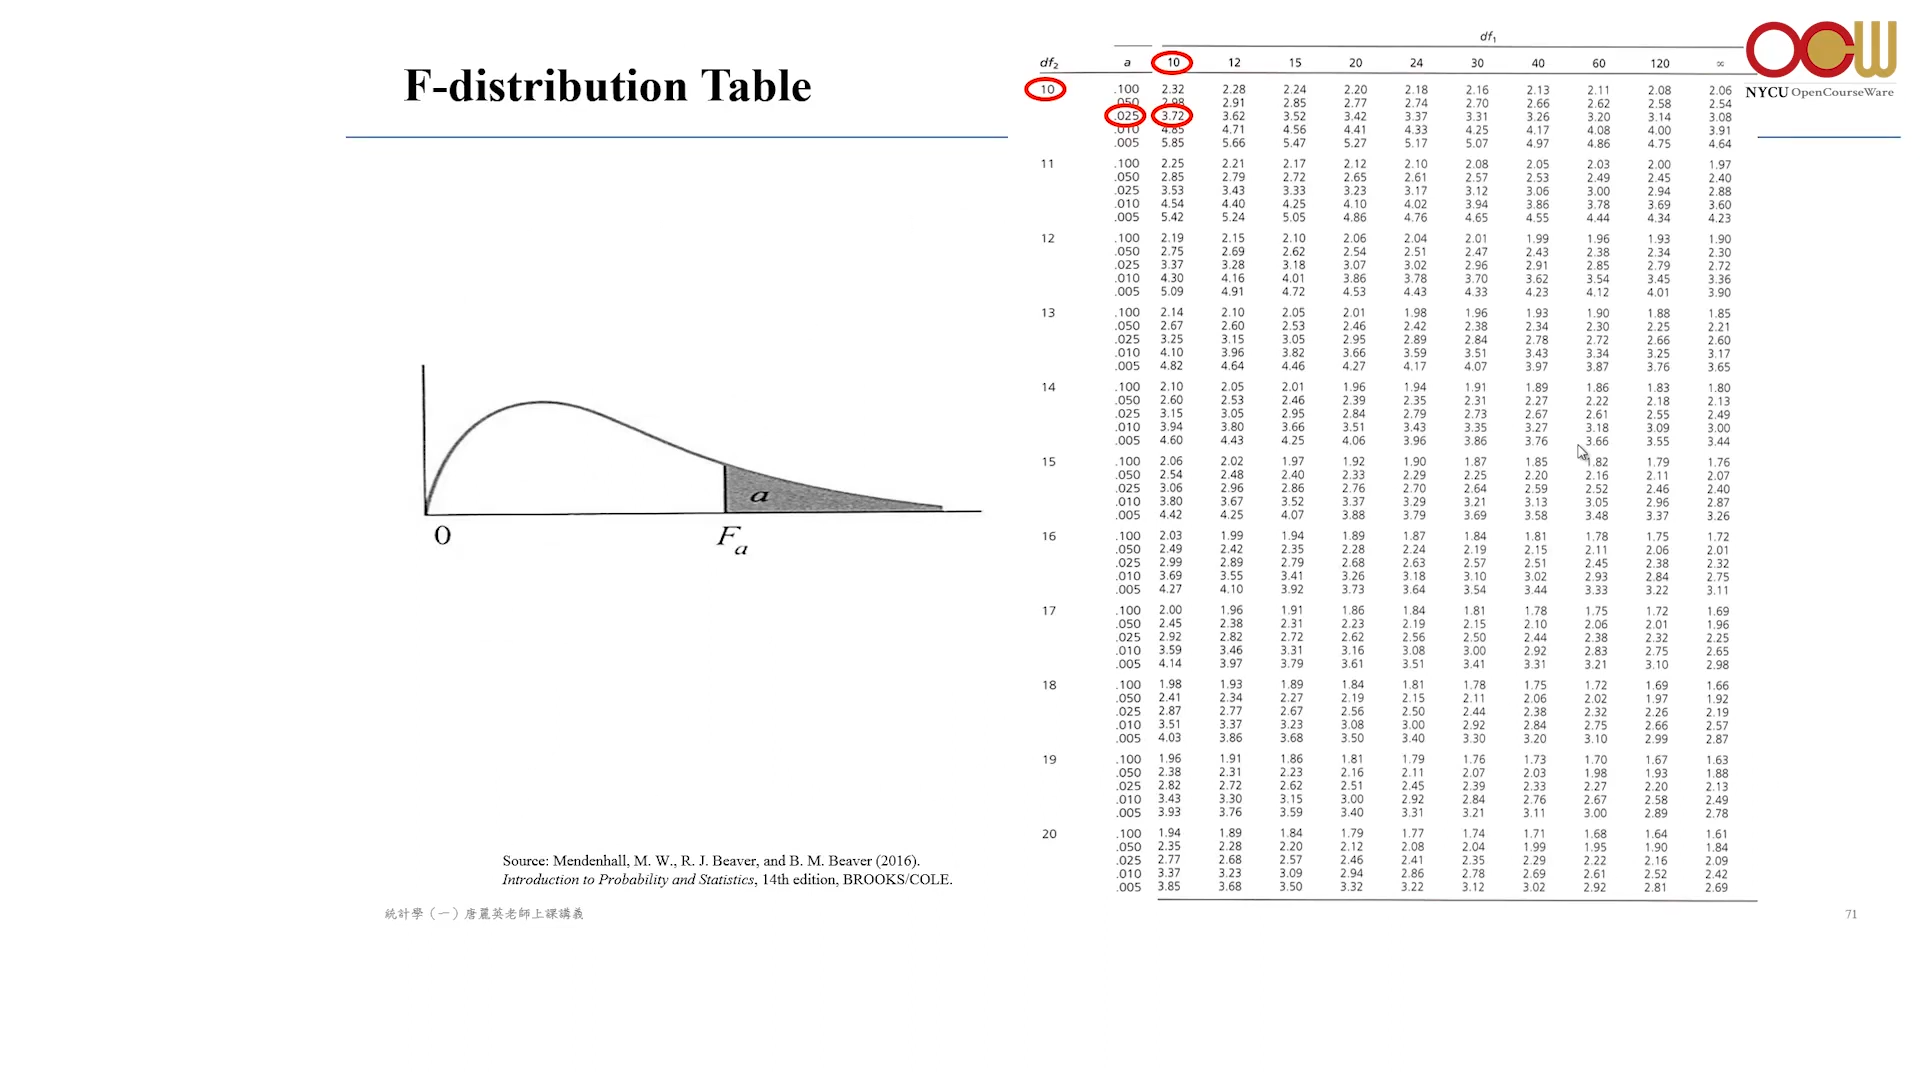 F-distribution Table
NYCU OpenCourseWare
a
0
Fa
Source: Mendenhall, M. W., R. J. Beaver, and B. M. Beaver (2016).
Introduction to Probability and Statistics, 14th edition, BROOKS/COLE.
統計學（一）唐麗英老師上課講義
71
df1
df2 a 10 12 15 20 24 30 40 60 120 ∞
10 .100 2.32 2.28 2.24 2.20 2.18 2.16 2.13 2.11 2.08 2.06
.050 2.98 2.91 2.85 2.77 2.74 2.70 2.66 2.62 2.58 2.54
.025 3.72 3.62 3.52 3.42 3.37 3.31 3.26 3.20 3.14 3.08
.010 4.85 4.71 4.56 4.41 4.33 4.25 4.17 4.08 4.00 3.91
.005 5.85 5.66 5.47 5.27 5.17 5.07 4.97 4.86 4.75 4.64
11 .100 2.25 2.21 2.17 2.12 2.10 2.08 2.05 2.03 2.00 1.97
.050 2.85 2.79 2.72 2.65 2.61 2.57 2.53 2.49 2.45 2.40
.025 3.53 3.43 3.33 3.23 3.17 3.12 3.06 3.00 2.94 2.88
.010 4.54 4.40 4.25 4.10 4.02 3.94 3.86 3.78 3.69 3.60
.005 5.42 5.24 5.05 4.86 4.76 4.65 4.55 4.44 4.34 4.23
12 .100 2.19 2.15 2.10 2.06 2.04 2.01 1.99 1.96 1.93 1.90
.050 2.75 2.69 2.62 2.54 2.51 2.47 2.43 2.38 2.34 2.30
.025 3.37 3.28 3.18 3.07 3.02 2.96 2.91 2.85 2.79 2.72
.010 4.30 4.16 4.01 3.86 3.78 3.70 3.62 3.54 3.45 3.36
.005 5.09 4.91 4.72 4.53 4.43 4.33 4.23 4.12 4.01 3.90
13 .100 2.14 2.10 2.05 2.01 1.98 1.96 1.93 1.90 1.88 1.85
.050 2.67 2.60 2.53 2.46 2.42 2.38 2.34 2.30 2.25 2.21
.025 3.25 3.15 3.05 2.95 2.89 2.84 2.78 2.72 2.66 2.60
.010 4.10 3.96 3.82 3.66 3.59 3.51 3.43 3.34 3.25 3.17
.005 4.82 4.64 4.46 4.27 4.17 4.07 3.97 3.87 3.76 3.65
14 .100 2.10 2.05 2.01 1.96 1.94 1.91 1.89 1.86 1.83 1.80
.050 2.60 2.53 2.46 2.39 2.35 2.31 2.27 2.22 2.18 2.13
.025 3.15 3.05 2.95 2.84 2.79 2.73 2.67 2.61 2.55 2.49
.010 3.94 3.80 3.66 3.51 3.43 3.35 3.27 3.18 3.09 3.00
.005 4.60 4.43 4.25 4.06 3.96 3.86 3.76 3.66 3.55 3.44
15 .100 2.06 2.02 1.97 1.92 1.90 1.87 1.85 1.82 1.79 1.76
.050 2.54 2.48 2.40 2.33 2.29 2.25 2.20 2.16 2.11 2.07
.025 3.06 2.96 2.86 2.76 2.70 2.64 2.59 2.52 2.46 2.40
.010 3.80 3.67 3.52 3.37 3.29 3.21 3.13 3.05 2.96 2.87
.005 4.42 4.25 4.07 3.88 3.79 3.69 3.58 3.48 3.37 3.26
16 .100 2.03 1.99 1.94 1.89 1.87 1.84 1.81 1.78 1.75 1.72
.050 2.49 2.42 2.35 2.28 2.24 2.19 2.15 2.11 2.06 2.01
.025 2.99 2.89 2.79 2.68 2.63 2.57 2.51 2.45 2.38 2.32
.010 3.69 3.55 3.41 3.26 3.18 3.10 3.02 2.93 2.84 2.75
.005 4.27 4.10 3.92 3.73 3.64 3.54 3.44 3.33 3.22 3.11
17 .100 2.00 1.96 1.91 1.86 1.84 1.81 1.78 1.75 1.72 1.69
.050 2.45 2.38 2.31 2.23 2.19 2.15 2.10 2.06 2.01 1.96
.025 2.92 2.82 2.72 2.62 2.56 2.50 2.44 2.38 2.32 2.25
.010 3.59 3.46 3.31 3.16 3.08 3.00 2.92 2.83 2.75 2.65
.005 4.14 3.97 3.79 3.61 3.51 3.41 3.31 3.21 3.10 2.98
18 .100 1.98 1.93 1.89 1.84 1.81 1.78 1.75 1.72 1.69 1.66
.050 2.41 2.34 2.27 2.19 2.15 2.11 2.06 2.02 1.97 1.92
.025 2.87 2.77 2.67 2.56 2.50 2.44 2.38 2.32 2.26 2.19
.010 3.51 3.37 3.23 3.08 3.00 2.92 2.84 2.75 2.66 2.57
.005 4.03 3.86 3.68 3.50 3.40 3.30 3.20 3.10 2.99 2.87
19 .100 1.96 1.91 1.86 1.81 1.79 1.76 1.73 1.70 1.67 1.63
.050 2.38 2.31 2.23 2.16 2.11 2.07 2.03 1.98 1.93 1.88
.025 2.82 2.72 2.62 2.51 2.45 2.39 2.33 2.27 2.20 2.13
.010 3.43 3.30 3.15 3.00 2.92 2.84 2.76 2.67 2.58 2.49
.005 3.93 3.76 3.59 3.40 3.31 3.21 3.11 3.00 2.89 2.78
20 .100 1.94 1.89 1.84 1.79 1.77 1.74 1.71 1.68 1.64 1.61
.050 2.35 2.28 2.20 2.12 2.08 2.04 1.99 1.95 1.90 1.84
.025 2.77 2.68 2.57 2.46 2.41 2.35 2.29 2.22 2.16 2.09
.010 3.37 3.23 3.09 2.94 2.86 2.78 2.69 2.61 2.52 2.42
.005 3.85 3.68 3.50 3.32 3.22 3.12 3.02 2.92 2.81 2.69